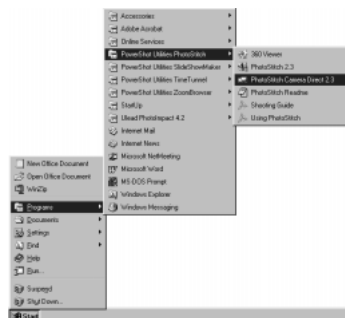 Accessories
Adobe Acrobat
Online Services
PowerShot Utilities PhotoStitch
PowerShot Utilities SlideShowMaker
PowerShot Utilities TimeTunnel
PowerShot Utilities ZoomBrowser
StartUp
Ulead PhotoImpact 4.2
Internet Mail
Internet News
Microsoft NetMeeting
Microsoft Word
MS-DOS Prompt
Windows Explorer
Windows Messaging
360 Viewer
PhotoStitch 2.3
PhotoStitch Camera Direct 2.3
PhotoStitch Readme
Shooting Guide
Using PhotoStitch
New Office Document
Open Office Document
WinZip
Programs
Documents
Settings
Find
Help
Run...
Suspend
Shut Down...
Start